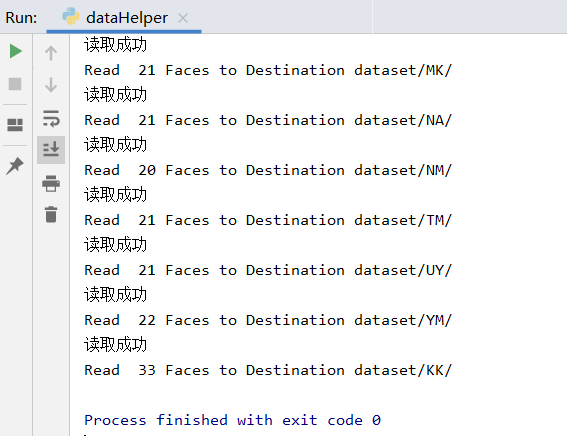 Run: dataHelper
读取成功
Read  21 Faces to Destination dataset/MK/
读取成功
Read  21 Faces to Destination dataset/NA/
读取成功
Read  20 Faces to Destination dataset/NM/
读取成功
Read  21 Faces to Destination dataset/TM/
读取成功
Read  21 Faces to Destination dataset/UY/
读取成功
Read  22 Faces to Destination dataset/YM/
读取成功
Read  33 Faces to Destination dataset/KK/
Process finished with exit code 0